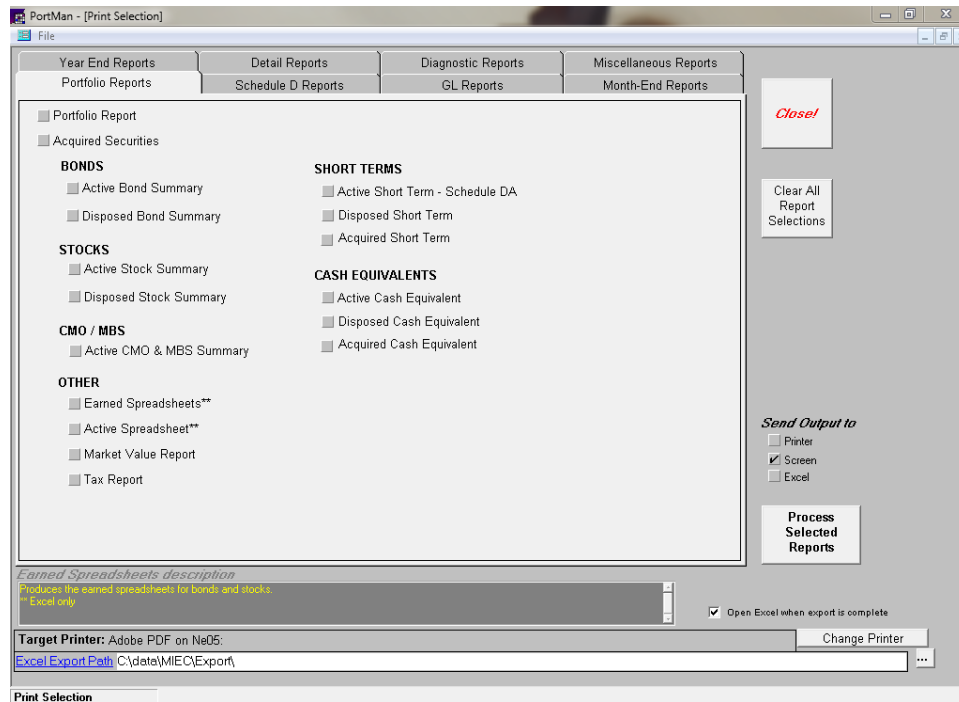 PortMan - [Print Selection]
File
Year End Reports
Detail Reports
Diagnostic Reports
Miscellaneous Reports
Portfolio Reports
Schedule D Reports
GL Reports
Month-End Reports
Portfolio Report
Acquired Securities
BONDS
Active Bond Summary
Disposed Bond Summary
STOCKS
Active Stock Summary
Disposed Stock Summary
CMO / MBS
Active CMO & MBS Summary
OTHER
Earned Spreadsheets**
Active Spreadsheet**
Market Value Report
Tax Report
SHORT TERMS
Active Short Term - Schedule DA
Disposed Short Term
Acquired Short Term
CASH EQUIVALENTS
Active Cash Equivalent
Disposed Cash Equivalent
Acquired Cash Equivalent
Close!
Clear All
Report
Selections
Send Output to
Printer
Screen
Excel
Process
Selected
Reports
Earned Spreadsheets description
Produces the earned spreadsheets for bonds and stocks.
** Excel only
Open Excel when export is complete
Target Printer: Adobe PDF on Ne05:
Change Printer
Excel Export Path C:\data\MIEC\Export\
...
Print Selection